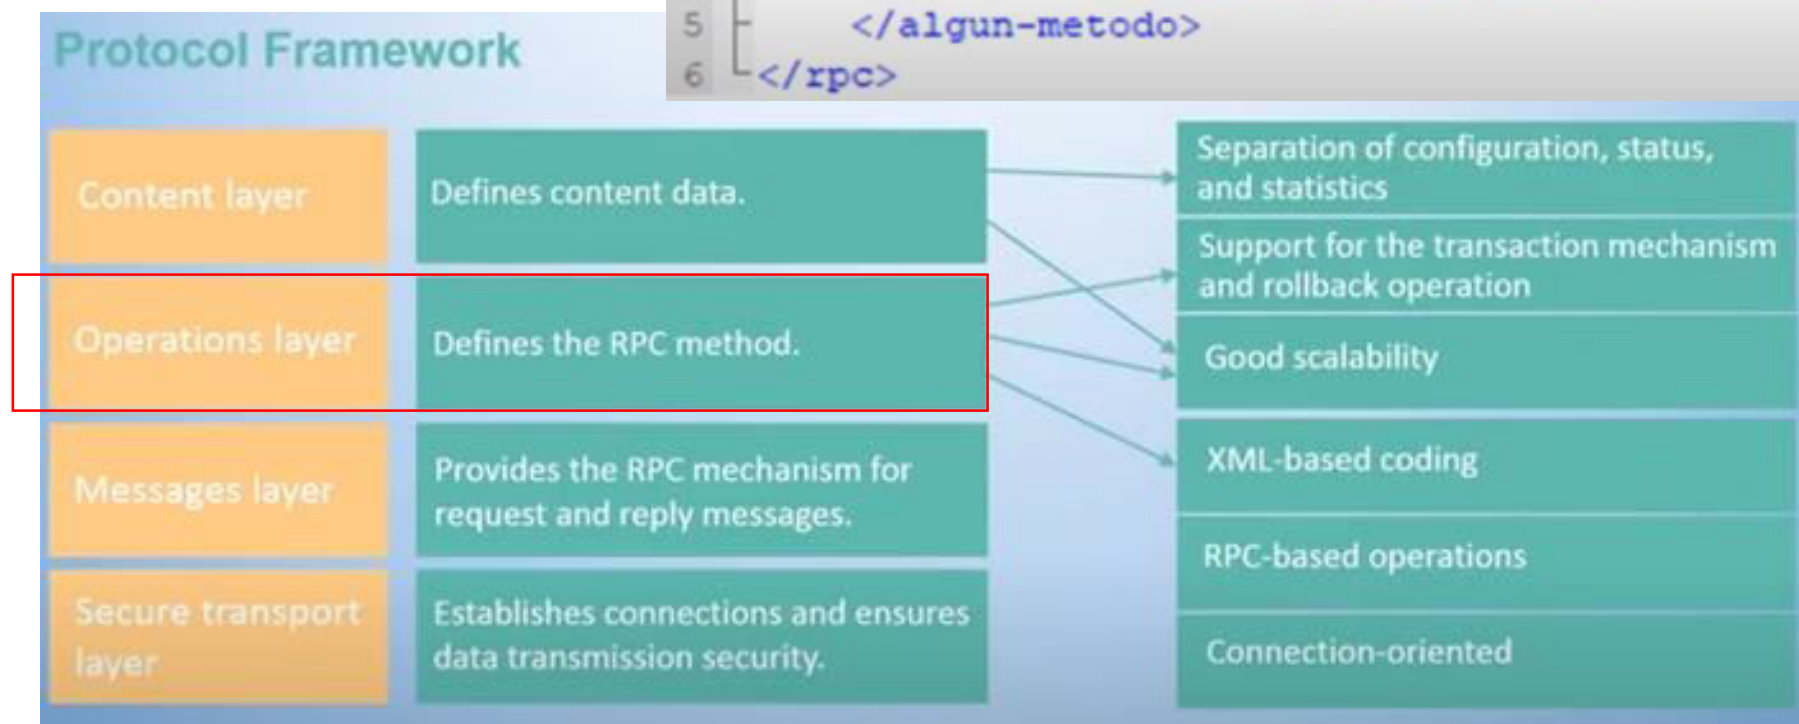 Protocol Framework
5 </algun-metodo>
6 </rpc>
Content layer
Defines content data.
Operations layer
Defines the RPC method.
Messages layer
Provides the RPC mechanism for
request and reply messages.
Secure transport
layer
Establishes connections and ensures
data transmission security.
Separation of configuration, status,
and statistics
Support for the transaction mechanism
and rollback operation
Good scalability
XML-based coding
RPC-based operations
Connection-oriented